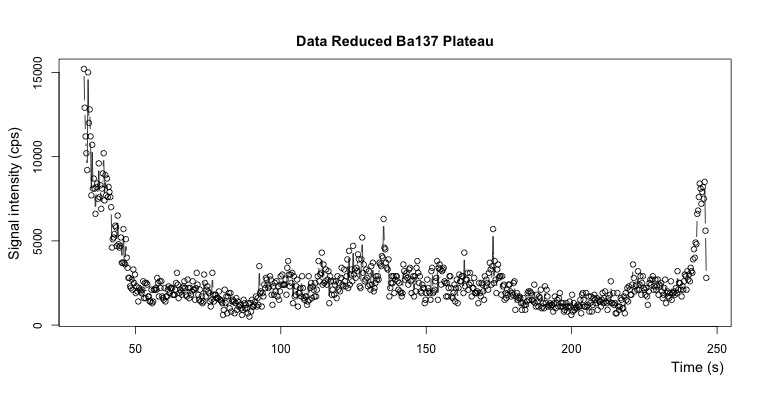 Data Reduced Ba137 Plateau
Signal intensity (cps)
15000
10000
5000
0
50 100 150 200 250
Time (s)